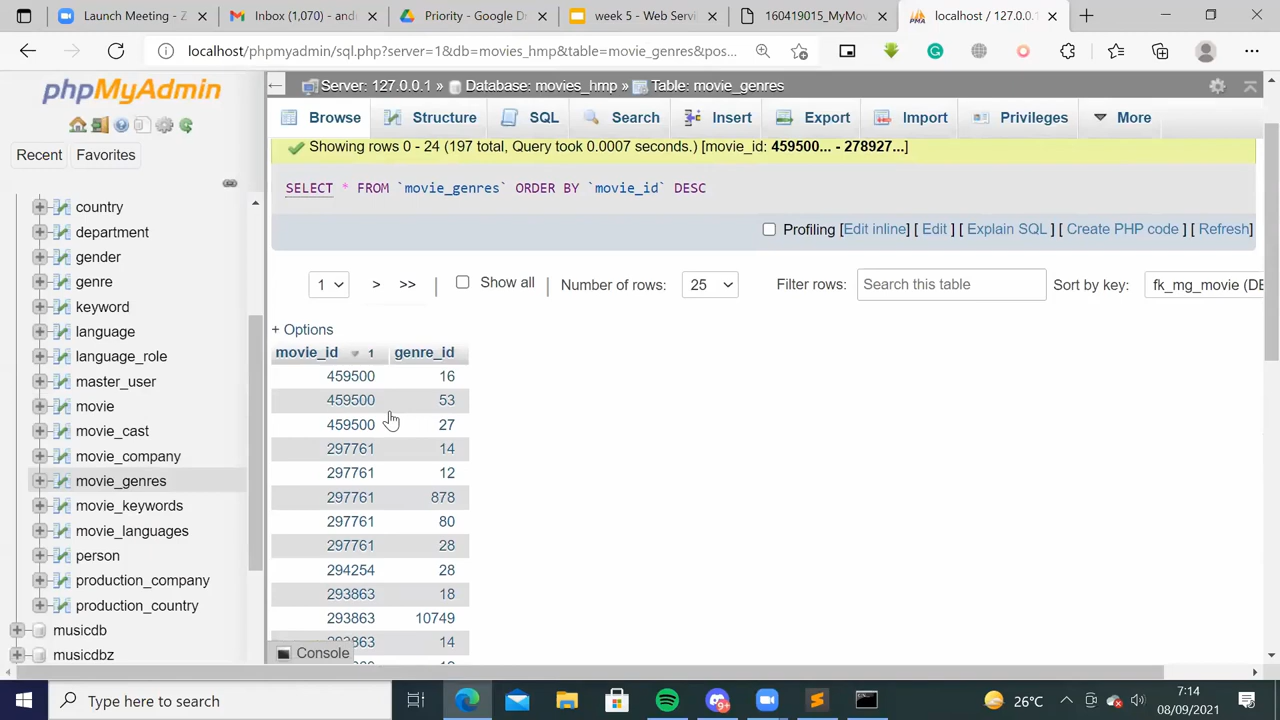 Launch Meeting - Z
Inbox (1,070) - and
Priority - Google D
week 5 - Web Servi
160419015_MyMov
localhost / 127.0.0.1
localhost/phpmyadmin/sql.php?server=1&db=movies_hmp&table=movie_genres&pos...
phpMyAdmin
Recent
Favorites
country
department
gender
genre
keyword
language
language_role
master_user
movie
movie_cast
movie_company
movie_genres
movie_keywords
movie_languages
person
production_company
production_country
musicdb
musicdbz
Server: 127.0.0.1 » Database: movies_hmp » Table: movie_genres
Browse Structure SQL Search Insert Export Import Privileges More
Showing rows 0 - 24 (197 total, Query took 0.0007 seconds.) [movie_id: 459500... - 278927...]
SELECT * FROM `movie_genres` ORDER BY `movie_id` DESC
Profiling [Edit inline] [ Edit ] [ Explain SQL ] [ Create PHP code ] [ Refresh]
1 > >> | Show all | Number of rows: 25 Filter rows: Search this table Sort by key: fk_mg_movie (DE
+ Options
movie_id 1 genre_id
459500 16
459500 53
459500 27
297761 14
297761 12
297761 878
297761 80
297761 28
294254 28
293863 18
293863 10749
293863 14
Console
Type here to search
26°C
7:14
08/09/2021